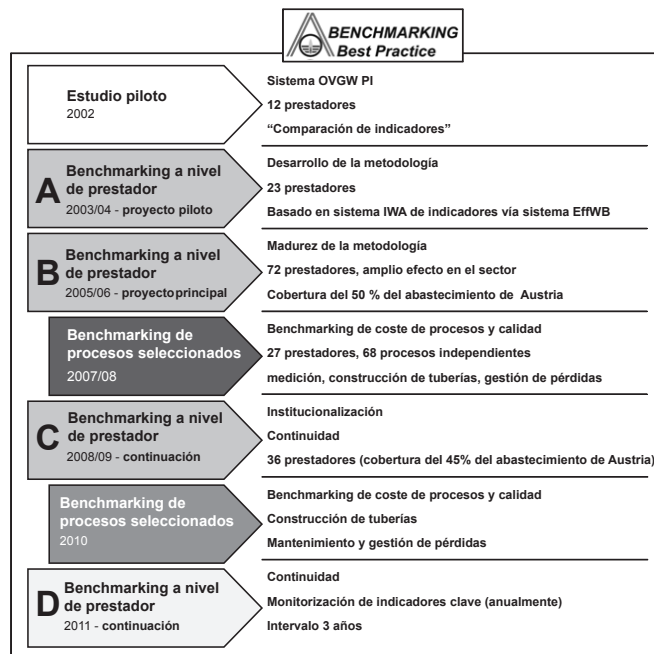 BENCHMARKING
Best Practice
Estudio piloto
2002
Sistema OVGW PI
12 prestadores
“Comparación de indicadores”
A
Benchmarking a nivel
de prestador
2003/04 - proyecto piloto
Desarrollo de la metodología
23 prestadores
Basado en sistema IWA de indicadores vía sistema EffWB
B
Benchmarking a nivel
de prestador
2005/06 - proyecto principal
Madurez de la metodología
72 prestadores, amplio efecto en el sector
Cobertura del 50 % del abastecimiento de Austria
Benchmarking de
procesos seleccionados
2007/08
Benchmarking de coste de procesos y calidad
27 prestadores, 68 procesos independientes
medición, construcción de tuberías, gestión de pérdidas
C
Benchmarking a nivel
de prestador
2008/09 - continuación
Institucionalización
Continuidad
36 prestadores (cobertura del 45% del abastecimiento de Austria)
Benchmarking de
procesos seleccionados
2010
Benchmarking de coste de procesos y calidad
Construcción de tuberías
Mantenimiento y gestión de pérdidas
D
Benchmarking a nivel
de prestador
2011 - continuación
Continuidad
Monitorización de indicadores clave (anualmente)
Intervalo 3 años